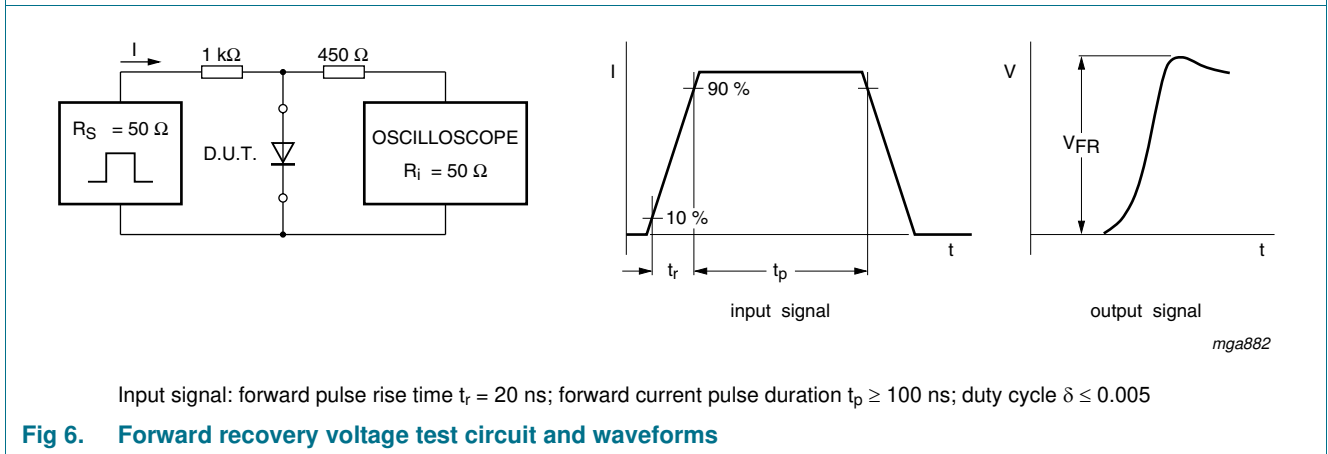 I
1 kΩ
450 Ω
R_S = 50 Ω
D.U.T.
OSCILLOSCOPE
R_i = 50 Ω
I
90 %
10 %
t
t_r
t_p
input signal
V
V_FR
t
output signal
mga882
Input signal: forward pulse rise time t_r = 20 ns; forward current pulse duration t_p ≥ 100 ns; duty cycle δ ≤ 0.005
Fig 6. Forward recovery voltage test circuit and waveforms